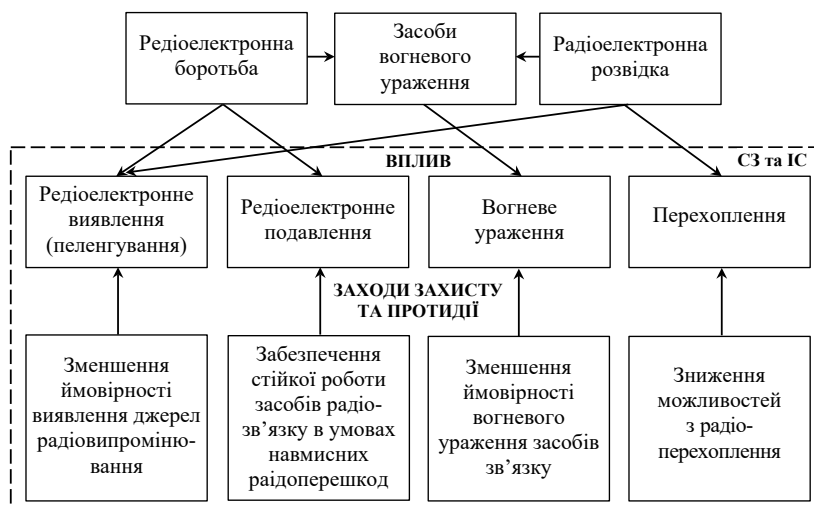 Редіоелектронна
боротьба
Засоби
вогневого
ураження
Радіоелектронна
розвідка
ВПЛИВ
СЗ та ІС
Редіоелектронне
виявлення
(пеленгування)
Редіоелектронне
подавлення
Вогневе
ураження
Перехоплення
ЗАХОДИ ЗАХИСТУ
ТА ПРОТИДІЇ
Зменшення
ймовірності
виявлення джерел
радіовипроміню-
вання
Забезпечення
стійкої роботи
засобів радіо-
зв’язку в умовах
навмисних
раідоперешкод
Зменшення
ймовірності
вогневого
ураження засобів
зв’язку
Зниження
можливостей
з радіо-
перехоплення